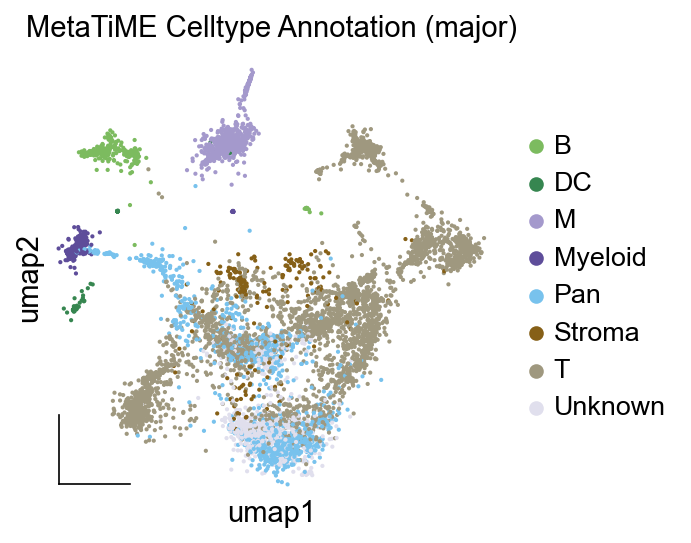 MetaTiME Celltype Annotation (major)
B
DC
M
Myeloid
Pan
Stroma
T
Unknown
umap2
umap1